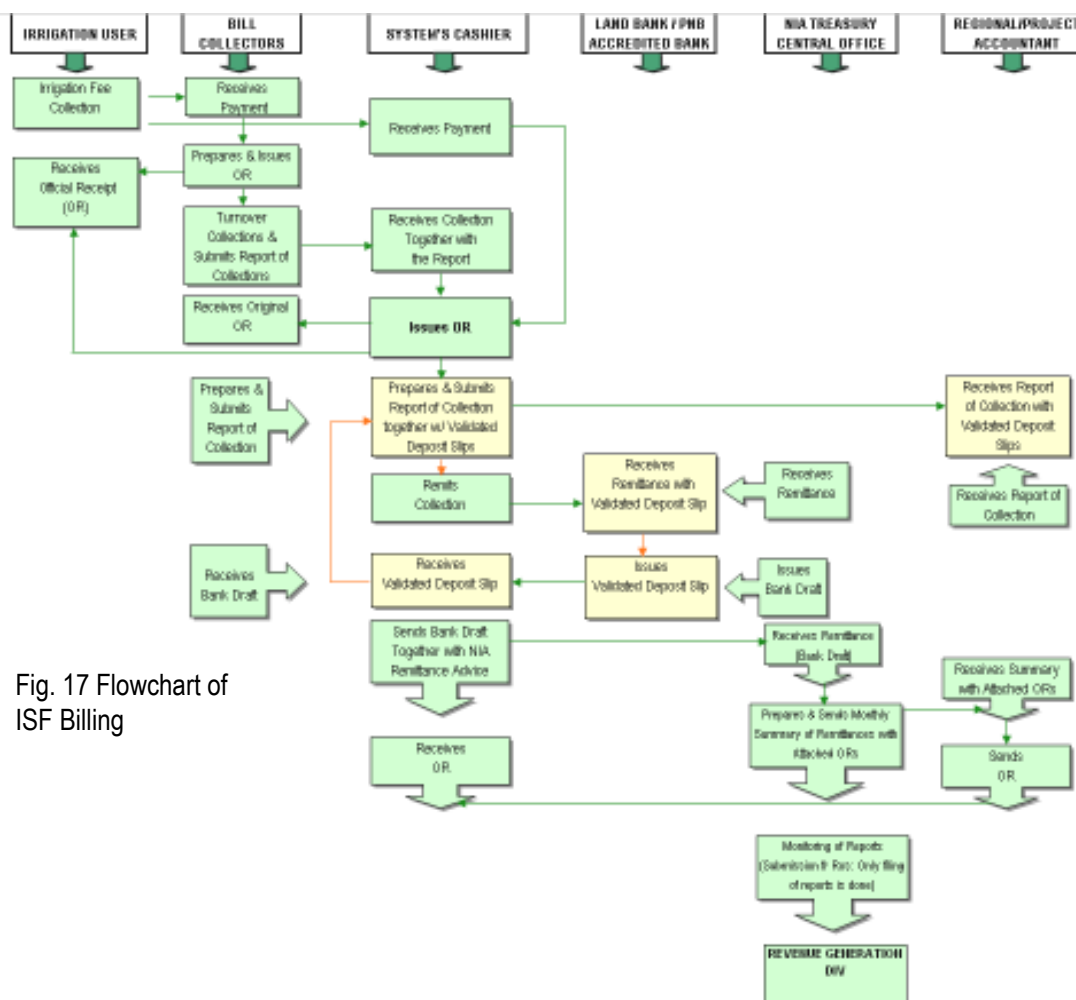 IRRIGATION USER
BILL
COLLECTORS
SYSTEM'S CASHIER
LAND BANK / PNB
ACCREDITED BANK
NIA TREASURY
CENTRAL OFFICE
REGIONAL/PROJECT
ACCOUNTANT
Irrigation Fee
Collection
Receives
Payment
Receives Payment
Receives
Official Receipt
(OR)
Prepares & Issues
OR
Turnover
Collections &
Submits Report of
Collections
Receives Collection
Together with
the Report
Receives Original
OR
Issues OR
Prepares &
Submits
Report of
Collection
Prepares & Submits
Report of Collection
together w/ Validated
Deposit Slips
Receives Report
of Collection with
Validated Deposit
Slips
Remits
Collection
Receives
Remittance with
Validated Deposit Slip
Receives
Remittance
Receives Report of
Collection
Receives
Bank Draft
Receives
Validated Deposit Slip
Issues
Validated Deposit Slip
Issues
Bank Draft
Sends Bank Draft
Together with NIA
Remittance Advice
Receives Remittance
(Bank Draft)
Receives Summary
with Attached ORs
Fig. 17 Flowchart of
ISF Billing
Prepares & Sends Monthly
Summary of Remittances with
Attached ORs
Receives
OR
Sends
OR
Monitoring of Reports
(Submission Only filing
of reports is done)
REVENUE GENERATION
DIV